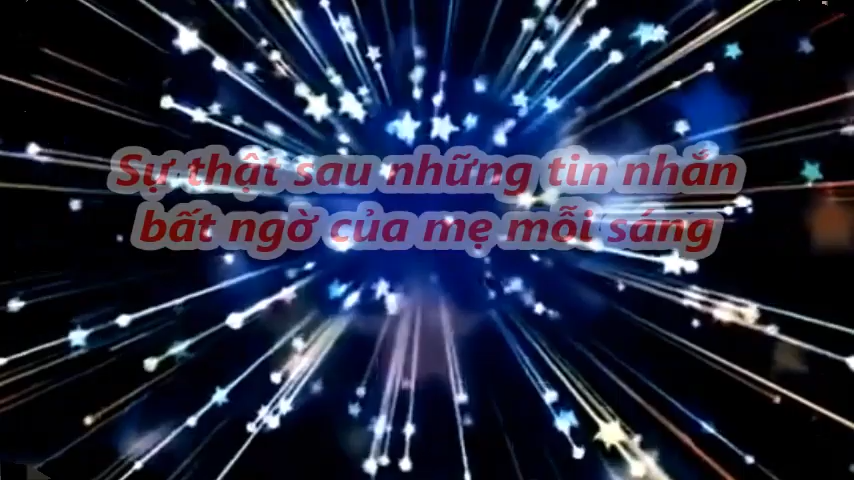 Sự thật sau những tin nhắn
bất ngờ của mẹ mỗi sáng